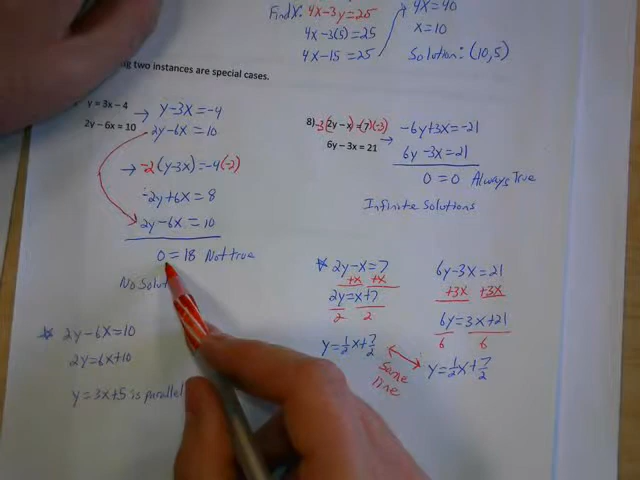 Find X: 4x-3y=25
4x-3(5)=25
4x-15=25
4x=40
x=10
Solution: (10,5)
two instances are special cases.
y = 3x – 4 → y-3x=-4
2y – 6x = 10 2y-6x=10
→ -2(y-3x)=-4(-2)
-2y+6x=8
2y-6x=10
0=18 Not true
No Solut
2y-6x=10
2y=6x+10
y=3x+5 is parallel
8) -3(2y – x)=(7)(-3) → -6y+3x=-21
6y – 3x = 21 6y-3x=21
0=0 Always True
Infinite Solutions
2y-x=7
+x +x
2y=x+7
2 2
y=1/2x+7/2
Same line
6y-3x=21
+3x +3x
6y=3x+21
6 6
y=1/2x+7/2